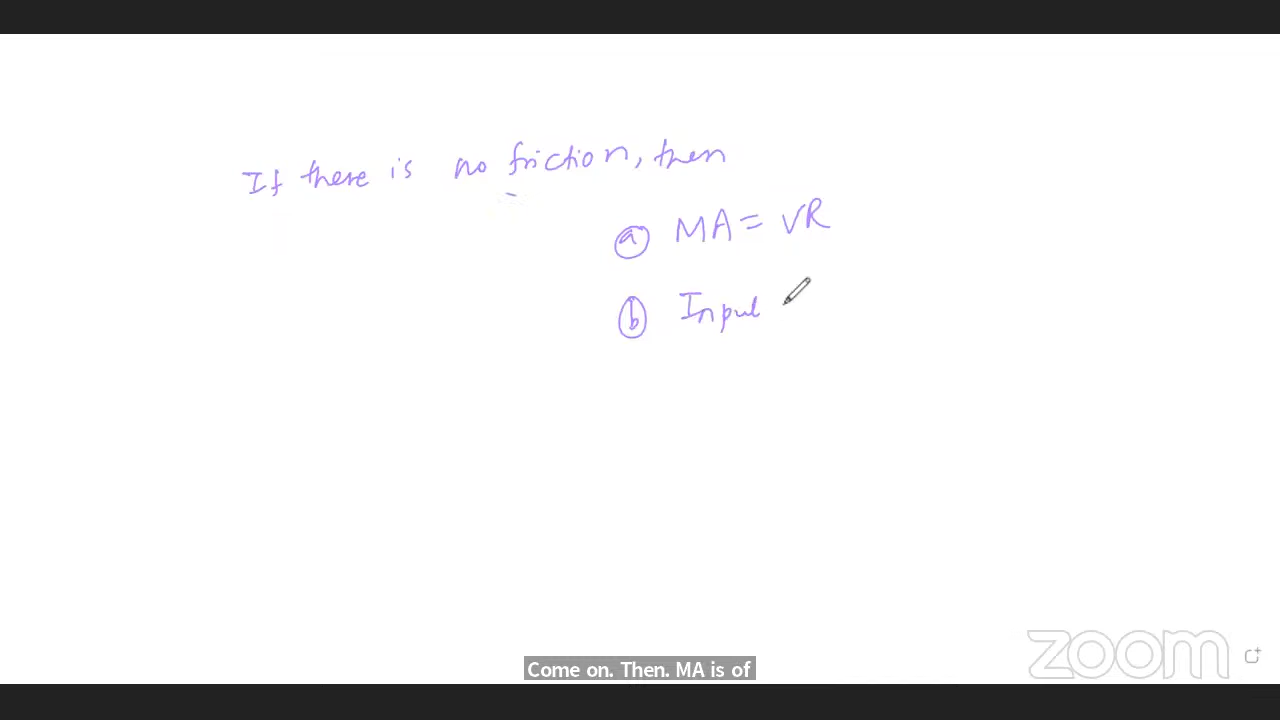 If there is no friction, then
(a) MA = VR
(b) Input
Come on. Then. MA is of
zoom